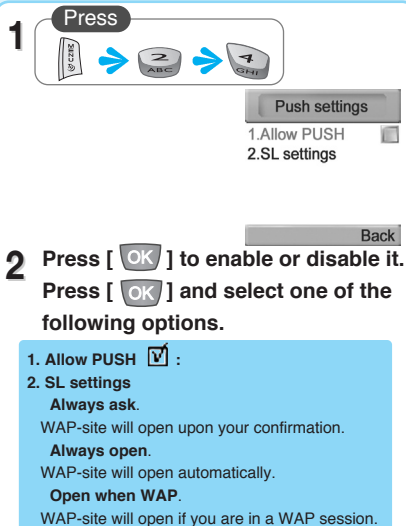 Press
1
MENU
2 ABC
4 GHI
Push settings
1.Allow PUSH
2.SL settings
Back
2 Press [ OK ] to enable or disable it.
Press [ OK ] and select one of the
following options.
1. Allow PUSH :
2. SL settings
Always ask.
WAP-site will open upon your confirmation.
Always open.
WAP-site will open automatically.
Open when WAP.
WAP-site will open if you are in a WAP session.